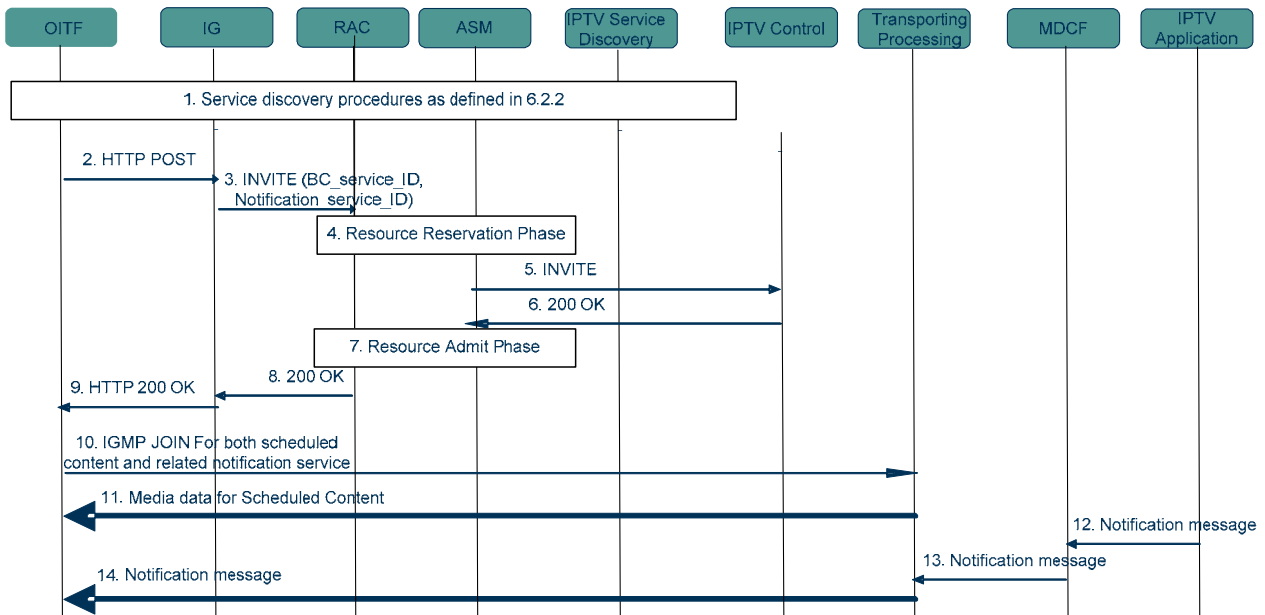 OITF
IG
RAC
ASM
IPTV Service
Discovery
IPTV Control
Transporting
Processing
MDCF
IPTV
Application
1. Service discovery procedures as defined in 6.2.2
2. HTTP POST
3. INVITE (BC_service_ID,
Notification_service_ID)
4. Resource Reservation Phase
5. INVITE
6. 200 OK
7. Resource Admit Phase
8. 200 OK
9. HTTP 200 OK
10. IGMP JOIN For both scheduled
content and related notification service
11. Media data for Scheduled Content
12. Notification message
13. Notification message
14. Notification message